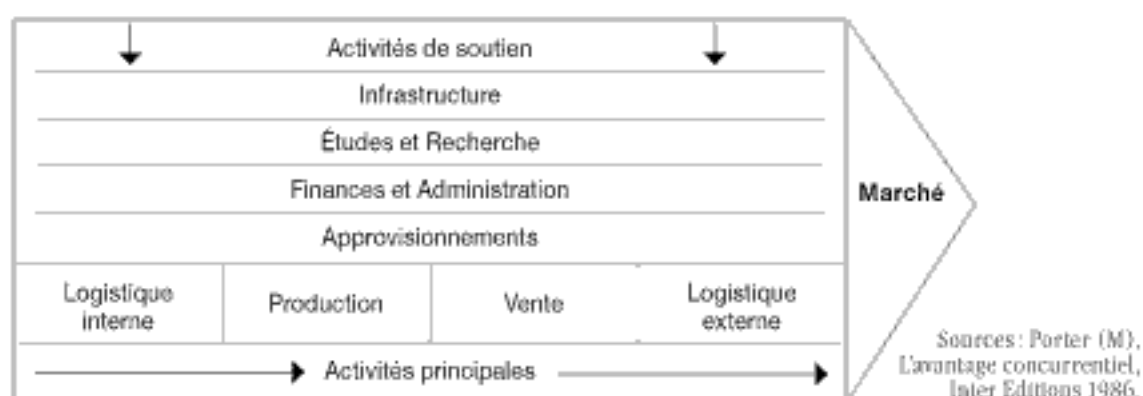 Activités de soutien
Infrastructure
Études et Recherche
Finances et Administration
Approvisionnements
Marché
Logistique
interne
Production
Vente
Logistique
externe
Activités principales
Sources: Porter (M),
L'avantage concurrentiel,
Inter Editions 1986.